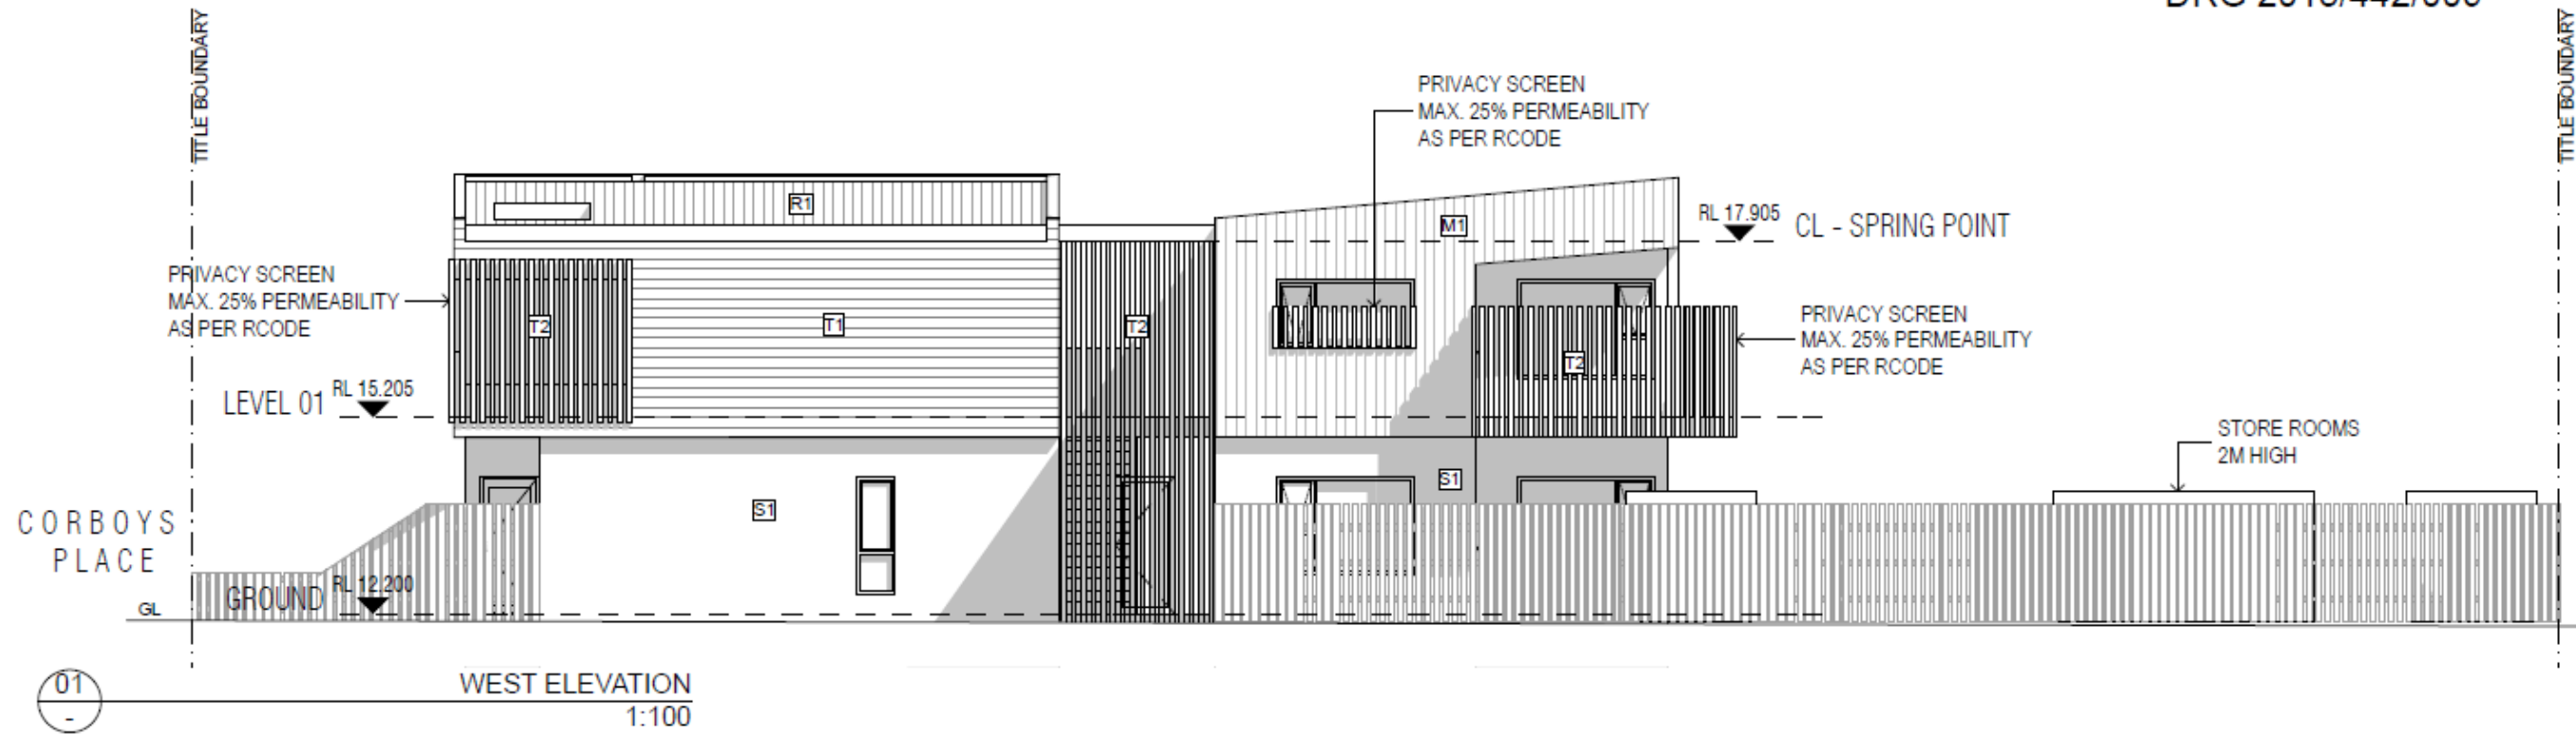 TITLE BOUNDARY
TITLE BOUNDARY
PRIVACY SCREEN
MAX. 25% PERMEABILITY
AS PER RCODE
R1
M1
RL 17.905
CL - SPRING POINT
PRIVACY SCREEN
MAX. 25% PERMEABILITY
AS PER RCODE
T2
T1
T2
T2
PRIVACY SCREEN
MAX. 25% PERMEABILITY
AS PER RCODE
LEVEL 01
RL 15.205
STORE ROOMS
2M HIGH
S1
S1
CORBOYS
PLACE
GROUND
RL 12.200
GL
01
-
WEST ELEVATION
1:100